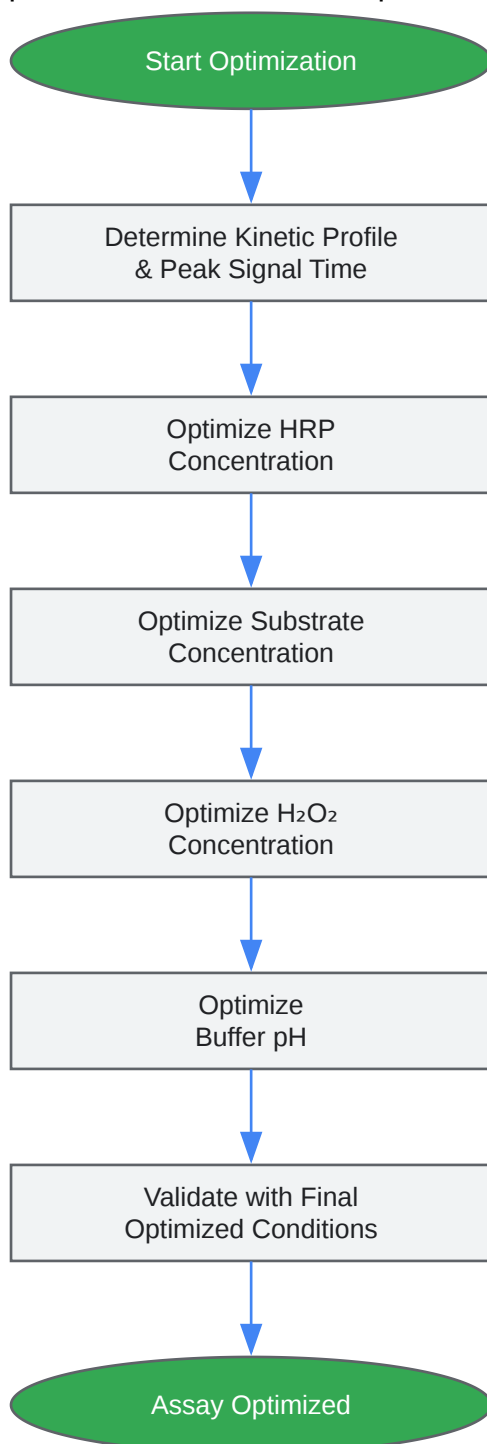 Start Optimization
Determine Kinetic Profile
& Peak Signal Time
Optimize HRP
Concentration
Optimize Substrate
Concentration
Optimize H₂O₂
Concentration
Optimize
Buffer pH
Validate with Final
Optimized Conditions
Assay Optimized